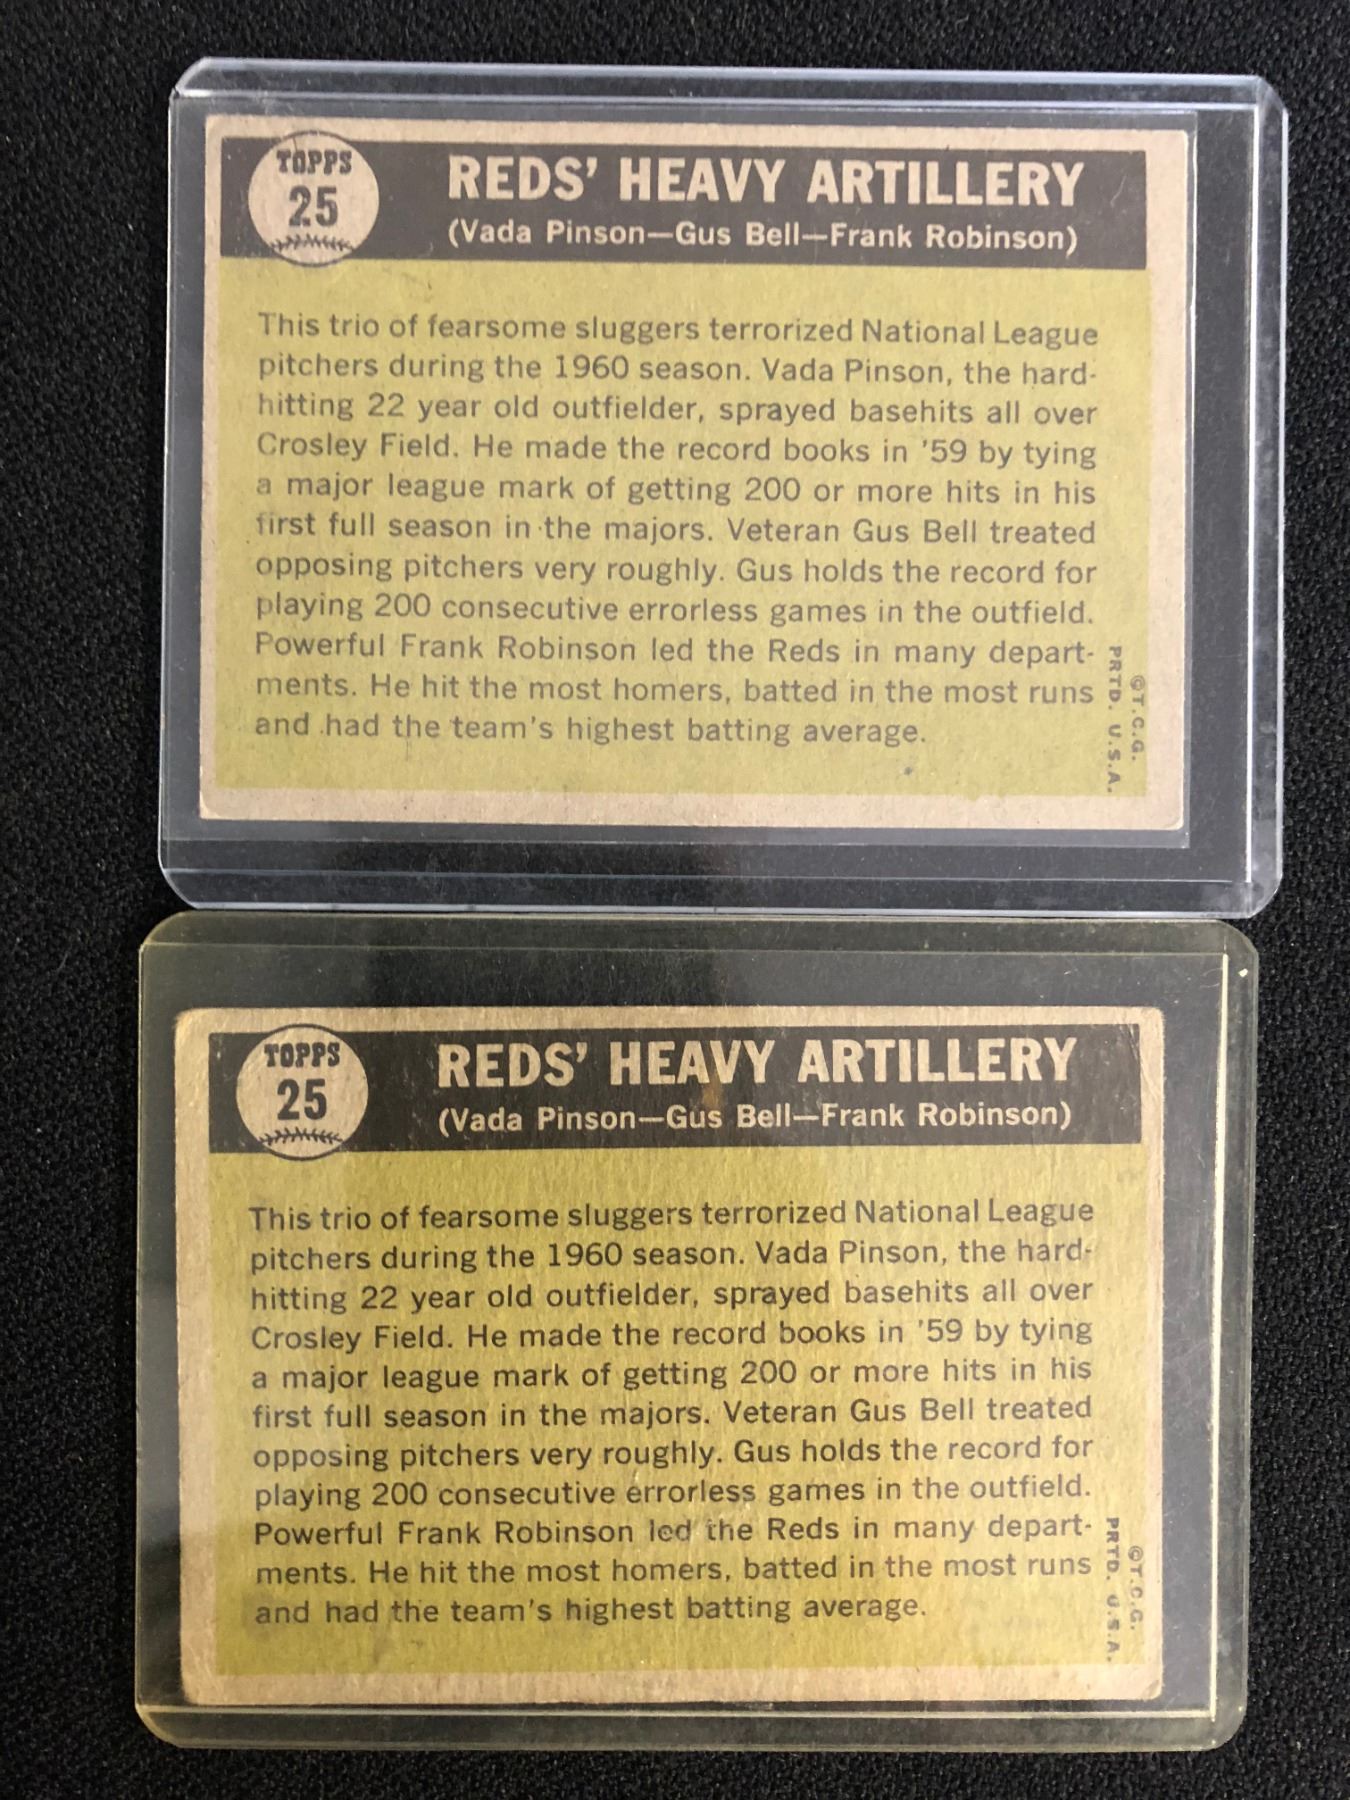 TOPPS
25
REDS' HEAVY ARTILLERY
(Vada Pinson—Gus Bell—Frank Robinson)
This trio of fearsome sluggers terrorized National League
pitchers during the 1960 season. Vada Pinson, the hard-
hitting 22 year old outfielder, sprayed basehits all over
Crosley Field. He made the record books in '59 by tying
a major league mark of getting 200 or more hits in his
first full season in the majors. Veteran Gus Bell treated
opposing pitchers very roughly. Gus holds the record for
playing 200 consecutive errorless games in the outfield.
Powerful Frank Robinson led the Reds in many depart-
ments. He hit the most homers, batted in the most runs
and had the team's highest batting average.
©T.C.G.
PRTD. U.S.A.
TOPPS
25
REDS' HEAVY ARTILLERY
(Vada Pinson—Gus Bell—Frank Robinson)
This trio of fearsome sluggers terrorized National League
pitchers during the 1960 season. Vada Pinson, the hard-
hitting 22 year old outfielder, sprayed basehits all over
Crosley Field. He made the record books in '59 by tying
a major league mark of getting 200 or more hits in his
first full season in the majors. Veteran Gus Bell treated
opposing pitchers very roughly. Gus holds the record for
playing 200 consecutive errorless games in the outfield.
Powerful Frank Robinson led the Reds in many depart-
ments. He hit the most homers, batted in the most runs
and had the team's highest batting average.
©T.C.G.
PRTD. U.S.A.